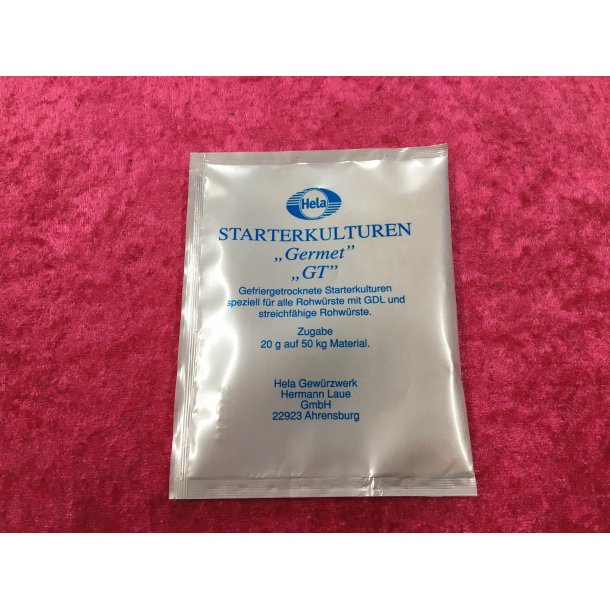 Hela
STARTERKULTUREN
„Germet”
„GT”
Gefriergetrocknete Starterkulturen
speziell für alle Rohwürste mit GDL und
streichfähige Rohwürste.
Zugabe
20 g auf 50 kg Material.
Hela Gewürzwerk
Hermann Laue
GmbH
22923 Ahrensburg